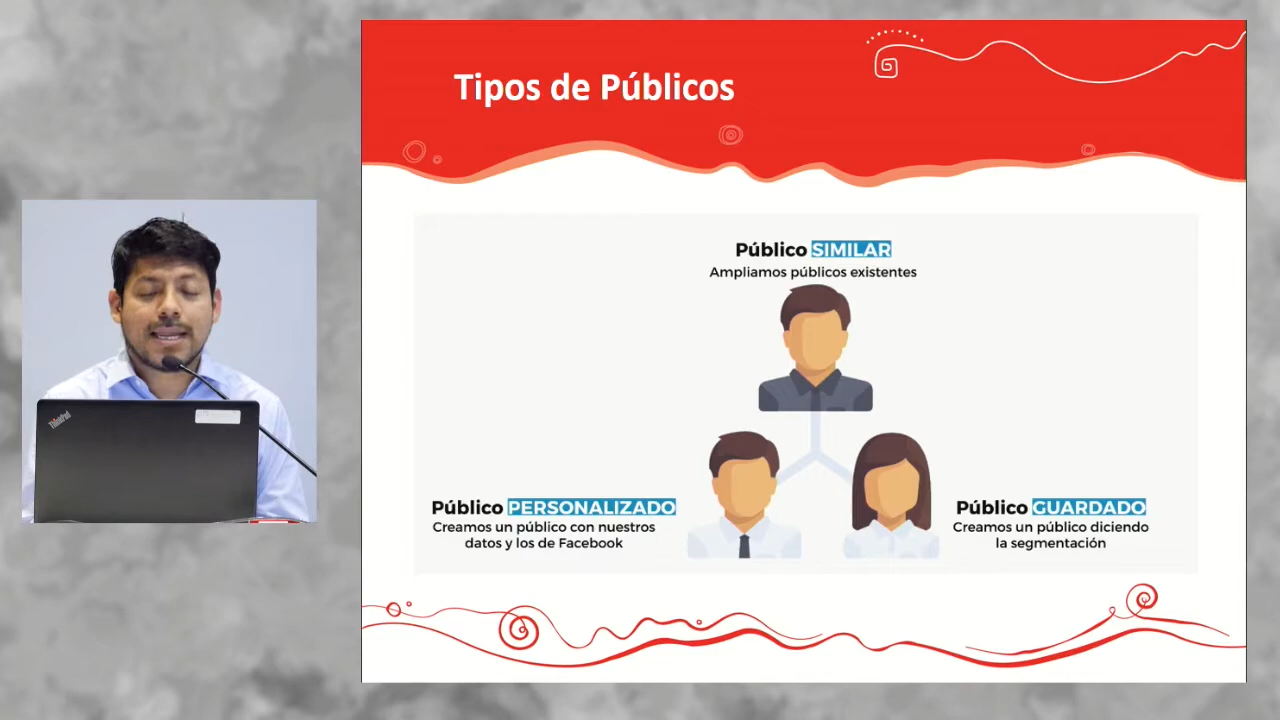 Tipos de Públicos
Público SIMILAR
Ampliamos públicos existentes
Público PERSONALIZADO
Creamos un público con nuestros
datos y los de Facebook
Público GUARDADO
Creamos un público diciendo
la segmentación
ThinkPad